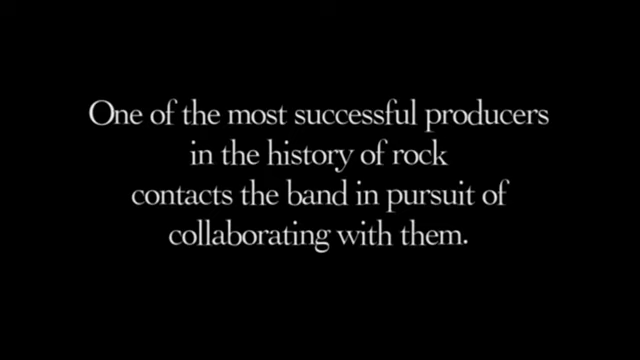 One of the most successful producers
in the history of rock
contacts the band in pursuit of
collaborating with them.